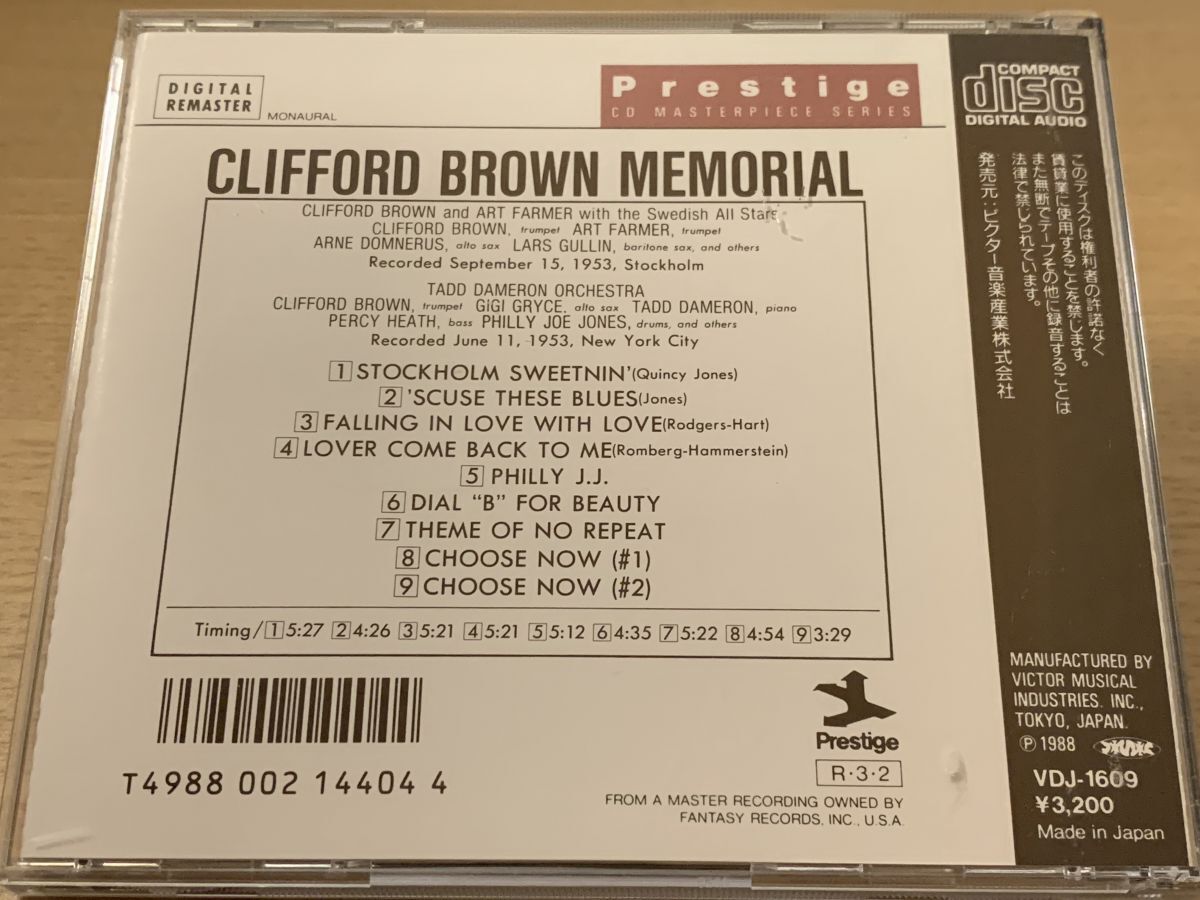 DIGITAL
REMASTER
MONAURAL
Prestige
CD MASTERPIECE SERIES
CLIFFORD BROWN MEMORIAL
CLIFFORD BROWN and ART FARMER with the Swedish All Stars
CLIFFORD BROWN, trumpet ART FARMER, trumpet
ARNE DOMNERUS, alto sax LARS GULLIN, baritone sax, and others
Recorded September 15, 1953, Stockholm
TADD DAMERON ORCHESTRA
CLIFFORD BROWN, trumpet GIGI GRYCE, alto sax TADD DAMERON, piano
PERCY HEATH, bass PHILLY JOE JONES, drums, and others
Recorded June 11, 1953, New York City
1 STOCKHOLM SWEETNIN' (Quincy Jones)
2 'SCUSE THESE BLUES (Jones)
3 FALLING IN LOVE WITH LOVE (Rodgers-Hart)
4 LOVER COME BACK TO ME (Romberg-Hammerstein)
5 PHILLY J.J.
6 DIAL "B" FOR BEAUTY
7 THEME OF NO REPEAT
8 CHOOSE NOW (#1)
9 CHOOSE NOW (#2)
Timing/ 1 5:27 2 4:26 3 5:21 4 5:21 5 5:12 6 4:35 7 5:22 8 4:54 9 3:29
T4988 002 14404 4
Prestige
R・3・2
FROM A MASTER RECORDING OWNED BY
FANTASY RECORDS, INC., U.S.A.
COMPACT
disc
DIGITAL AUDIO
このディスクは権利者の許諾なく
賃貸業に使用することを禁じます。
また無断でテープその他に録音することは
法律で禁じられています。
発売元:ビクター音楽産業株式会社
MANUFACTURED BY
VICTOR MUSICAL
INDUSTRIES. INC.,
TOKYO, JAPAN.
Ⓟ 1988
VDJ-1609
¥3,200
Made in Japan